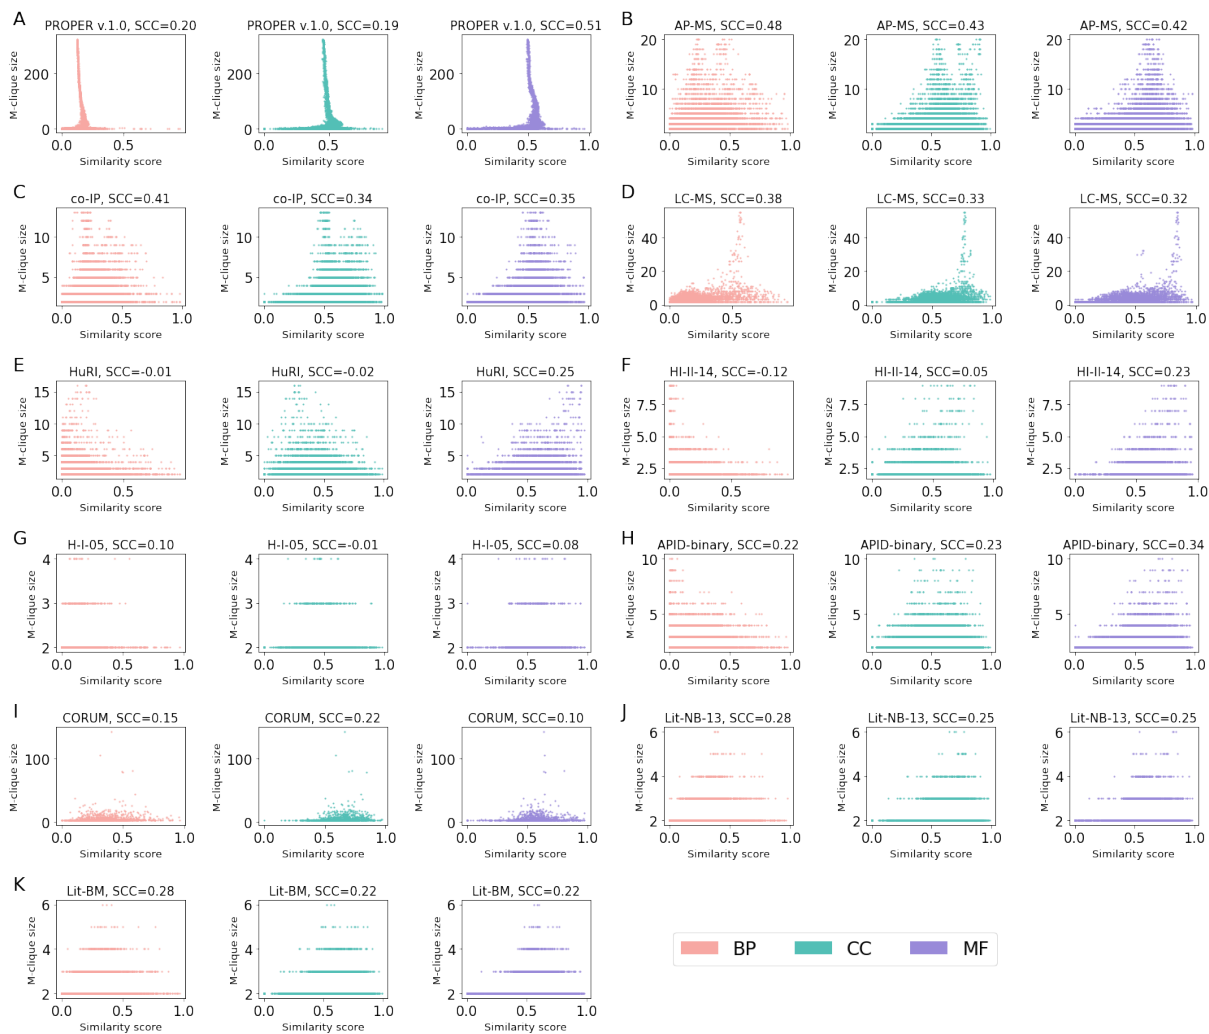 A
PROPER v.1.0, SCC=0.20
PROPER v.1.0, SCC=0.19
PROPER v.1.0, SCC=0.51
M-clique size
200
0
0.0 0.5 1.0
Similarity score
M-clique size
200
0
0.0 0.5 1.0
Similarity score
M-clique size
200
0
0.0 0.5 1.0
Similarity score
B
AP-MS, SCC=0.48
AP-MS, SCC=0.43
AP-MS, SCC=0.42
M-clique size
20
10
0.0 0.5 1.0
Similarity score
M-clique size
20
10
0.0 0.5 1.0
Similarity score
M-clique size
20
10
0.0 0.5 1.0
Similarity score
C
co-IP, SCC=0.41
co-IP, SCC=0.34
co-IP, SCC=0.35
M-clique size
10
5
0.0 0.5 1.0
Similarity score
M-clique size
10
5
0.0 0.5 1.0
Similarity score
M-clique size
10
5
0.0 0.5 1.0
Similarity score
D
LC-MS, SCC=0.38
LC-MS, SCC=0.33
LC-MS, SCC=0.32
M-clique size
40
20
0
0.0 0.5
Similarity score
M-clique size
40
20
0
0.0 0.5 1.0
Similarity score
M-clique size
40
20
0
0.0 0.5 1.0
Similarity score
E
HuRI, SCC=-0.01
HuRI, SCC=-0.02
HuRI, SCC=0.25
M-clique size
15
10
5
0.0 0.5 1.0
Similarity score
M-clique size
15
10
5
0.0 0.5 1.0
Similarity score
M-clique size
15
10
5
0.0 0.5 1.0
Similarity score
F
HI-II-14, SCC=-0.12
HI-II-14, SCC=0.05
HI-II-14, SCC=0.23
M-clique size
7.5
5.0
2.5
0.0 0.5
Similarity score
M-clique size
7.5
5.0
2.5
0.0 0.5 1.0
Similarity score
M-clique size
7.5
5.0
2.5
0.0 0.5 1.0
Similarity score
G
H-I-05, SCC=0.10
H-I-05, SCC=-0.01
H-I-05, SCC=0.08
M-clique size
4
3
2
0.0 0.5 1.0
Similarity score
M-clique size
4
3
2
0.0 0.5 1.0
Similarity score
M-clique size
4
3
2
0.0 0.5 1.0
Similarity score
H
APID-binary, SCC=0.22
APID-binary, SCC=0.23
APID-binary, SCC=0.34
M-clique size
10
5
0.0 0.5 1.0
Similarity score
M-clique size
10
5
0.0 0.5 1.0
Similarity score
M-clique size
10
5
0.0 0.5 1.0
Similarity score
I
CORUM, SCC=0.15
CORUM, SCC=0.22
CORUM, SCC=0.10
M-clique size
100
0
0.0 0.5 1.0
Similarity score
M-clique size
100
0
0.0 0.5 1.0
Similarity score
M-clique size
100
0
0.0 0.5 1.0
Similarity score
J
Lit-NB-13, SCC=0.28
Lit-NB-13, SCC=0.25
Lit-NB-13, SCC=0.25
M-clique size
6
4
2
0.0 0.5 1.0
Similarity score
M-clique size
6
4
2
0.0 0.5 1.0
Similarity score
M-clique size
6
4
2
0.0 0.5 1.0
Similarity score
K
Lit-BM, SCC=0.28
Lit-BM, SCC=0.22
Lit-BM, SCC=0.22
M-clique size
6
4
2
0.0 0.5 1.0
Similarity score
M-clique size
6
4
2
0.0 0.5 1.0
Similarity score
M-clique size
6
4
2
0.0 0.5 1.0
Similarity score
BP CC MF